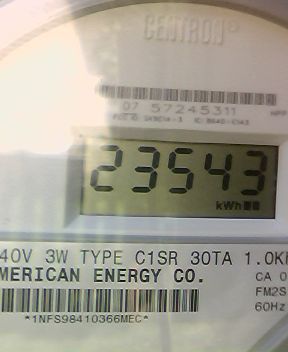 CENTRON®
07 57245311
23543
kWh
40V 3W TYPE C1SR 30TA 1.0K
MERICAN ENERGY CO.
CA 0
FM2S
60Hz
*1NFS98410366MEC*